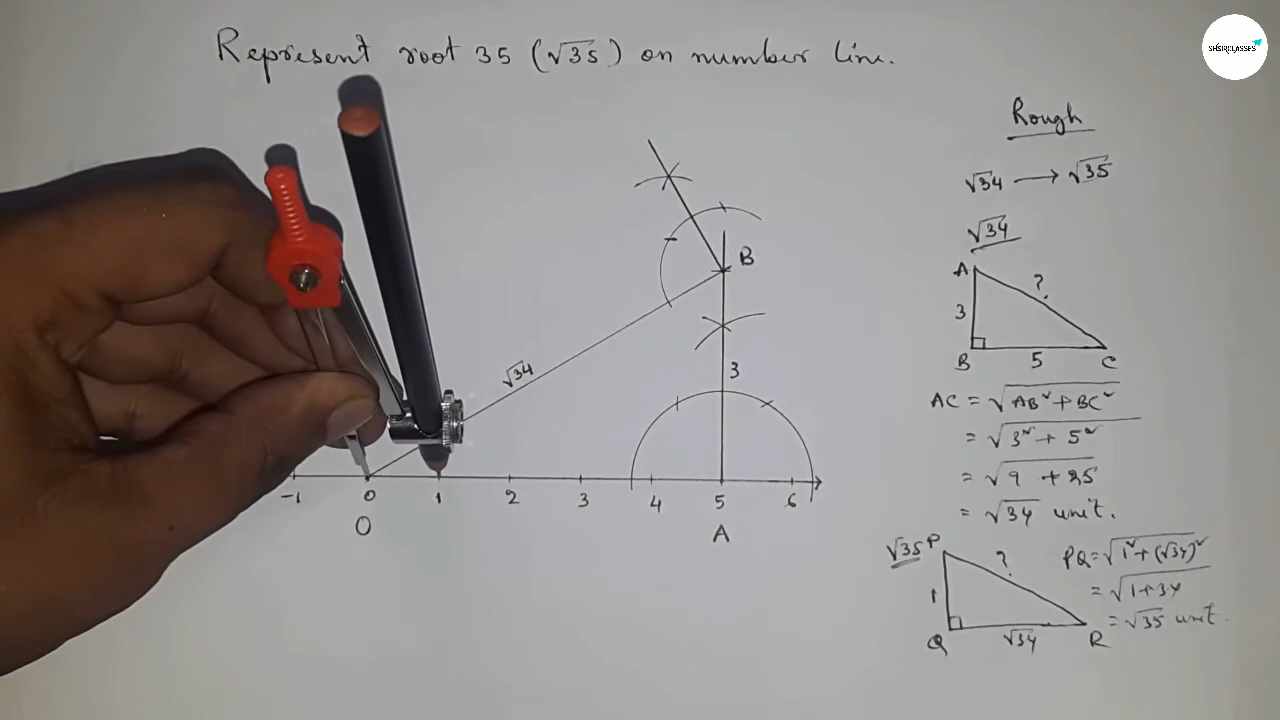 Represent root 35 (√35) on number line.
SHSIRCLASSES
Rough
√34 ⟶ √35
√34
A
?
3
B 5 C
AC = √AB²+BC²
= √3²+5²
= √9+25
= √34 unit.
√35 P
?
1
Q √34 R
PQ=√1²+(√34)²
=√1+34
=√35 unit.
B
√34
3
-1 0 1 2 3 4 5 6
O A